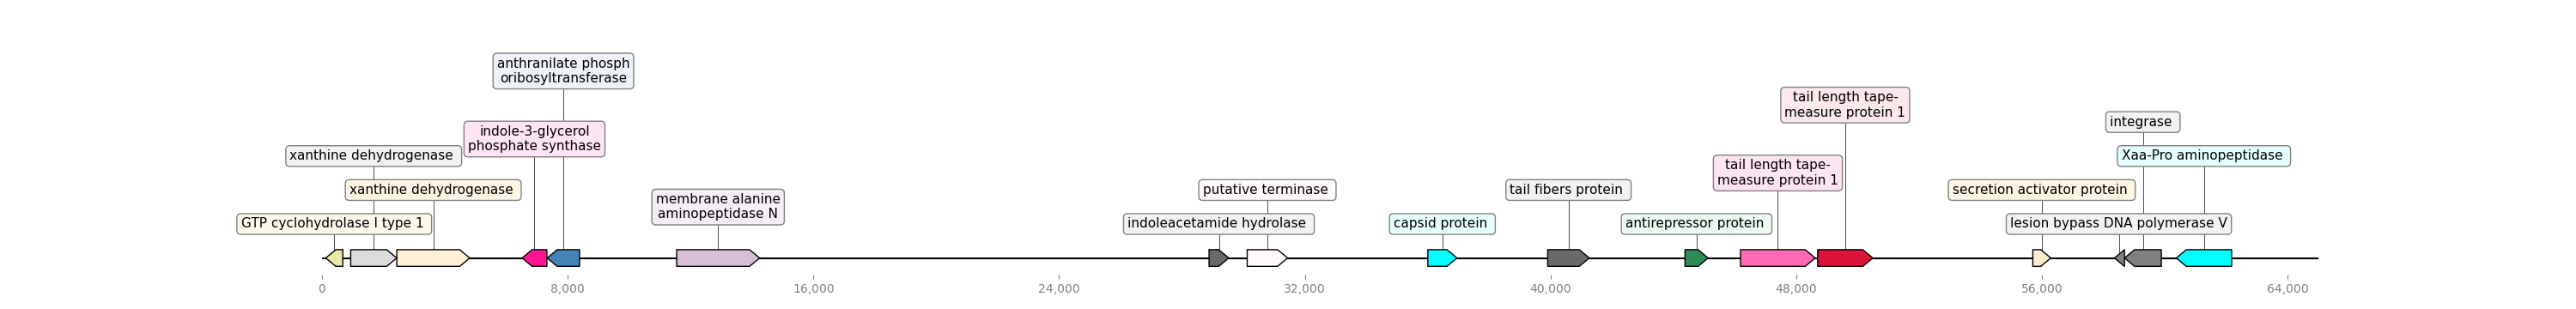 anthranilate phosph
oribosyltransferase
tail length tape-
measure protein 1
integrase
indole-3-glycerol
phosphate synthase
xanthine dehydrogenase
Xaa-Pro aminopeptidase
tail length tape-
measure protein 1
xanthine dehydrogenase
membrane alanine
aminopeptidase N
putative terminase
tail fibers protein
secretion activator protein
GTP cyclohydrolase I type 1
indoleacetamide hydrolase
capsid protein
antirepressor protein
lesion bypass DNA polymerase V
0
8,000
16,000
24,000
32,000
40,000
48,000
56,000
64,000